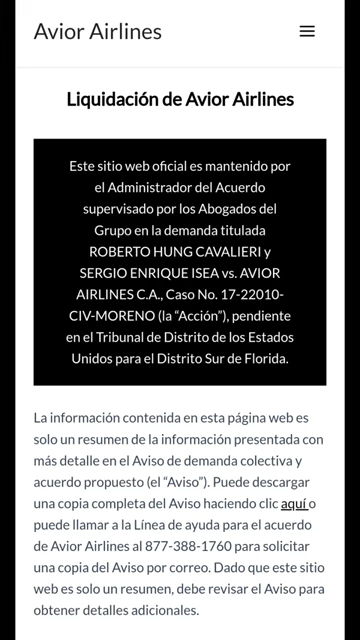 Avior Airlines
Liquidación de Avior Airlines
Este sitio web oficial es mantenido por
el Administrador del Acuerdo
supervisado por los Abogados del
Grupo en la demanda titulada
ROBERTO HUNG CAVALIERI y
SERGIO ENRIQUE ISEA vs. AVIOR
AIRLINES C.A., Caso No. 17-22010-
CIV-MORENO (la “Acción”), pendiente
en el Tribunal de Distrito de los Estados
Unidos para el Distrito Sur de Florida.
La información contenida en esta página web es
solo un resumen de la información presentada con
más detalle en el Aviso de demanda colectiva y
acuerdo propuesto (el “Aviso”). Puede descargar
una copia completa del Aviso haciendo clic aquí o
puede llamar a la Línea de ayuda para el acuerdo
de Avior Airlines al 877-388-1760 para solicitar
una copia del Aviso por correo. Dado que este sitio
web es solo un resumen, debe revisar el Aviso para
obtener detalles adicionales.